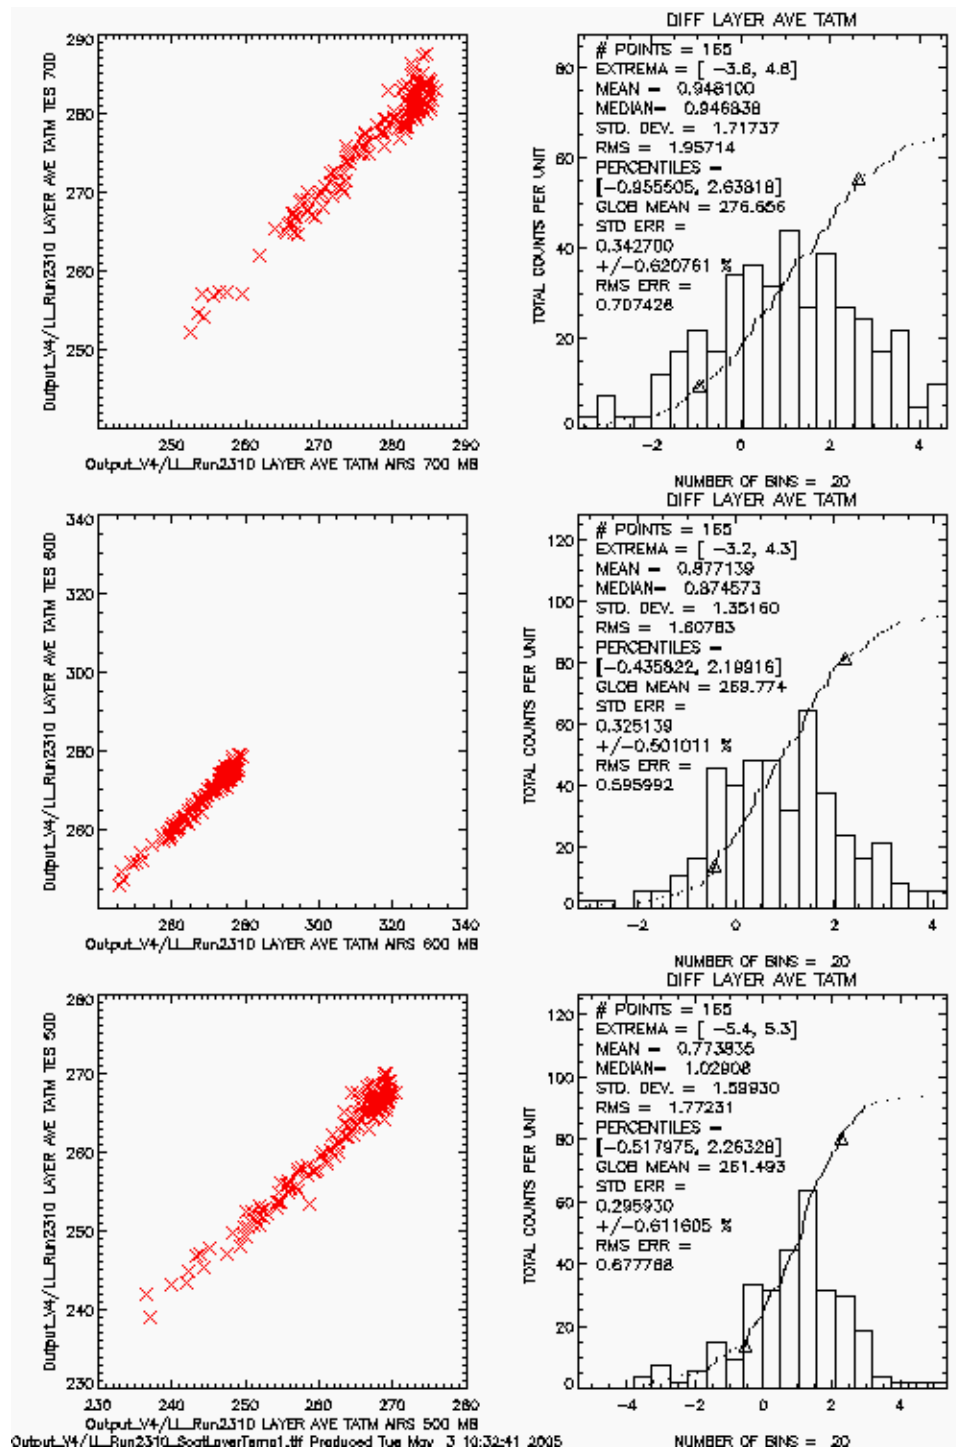 DIFF LAYER AVE TATM
# POINTS = 165
EXTREMA = [ -3.6, 4.6]
MEAN = 0.948100
MEDIAN= 0.946838
STD. DEV. = 1.71737
RMS = 1.95714
PERCENTILES =
[-0.955505, 2.63818]
GLOB MEAN = 276.656
STD ERR =
0.342700
+/-0.620761 %
RMS ERR =
0.707426
Output_V4/LL_Run2310 LAYER AVE TATM TES 700
290
280
270
260
250
250 260 270 280 290
Output_V4/LL_Run2310 LAYER AVE TATM AIRS 700 MB
TOTAL COUNTS PER UNIT
80
60
40
20
0
-2 0 2 4
NUMBER OF BINS = 20
DIFF LAYER AVE TATM
# POINTS = 165
EXTREMA = [ -3.2, 4.3]
MEAN = 0.877139
MEDIAN= 0.874573
STD. DEV. = 1.35160
RMS = 1.60783
PERCENTILES =
[-0.435822, 2.19916]
GLOB MEAN = 269.774
STD ERR =
0.325139
+/-0.501011 %
RMS ERR =
0.595992
Output_V4/LL_Run2310 LAYER AVE TATM TES 600
340
320
300
280
260
260 280 300 320 340
Output_V4/LL_Run2310 LAYER AVE TATM AIRS 600 MB
TOTAL COUNTS PER UNIT
120
100
80
60
40
20
0
-2 0 2 4
NUMBER OF BINS = 20
DIFF LAYER AVE TATM
# POINTS = 165
EXTREMA = [ -5.4, 5.3]
MEAN = 0.773835
MEDIAN= 1.02908
STD. DEV. = 1.59930
RMS = 1.77231
PERCENTILES =
[-0.517975, 2.26328]
GLOB MEAN = 261.493
STD ERR =
0.295930
+/-0.611605 %
RMS ERR =
0.677788
Output_V4/LL_Run2310 LAYER AVE TATM TES 500
280
270
260
250
240
230
230 240 250 260 270 280
Output_V4/LL_Run2310 LAYER AVE TATM AIRS 500 MB
TOTAL COUNTS PER UNIT
120
100
80
60
40
20
0
-4 -2 0 2 4
NUMBER OF BINS = 20
Output_V4/LL_Run2310_ScatLayerTemp1.tif Produced Tue May 3 10:32:41 2005